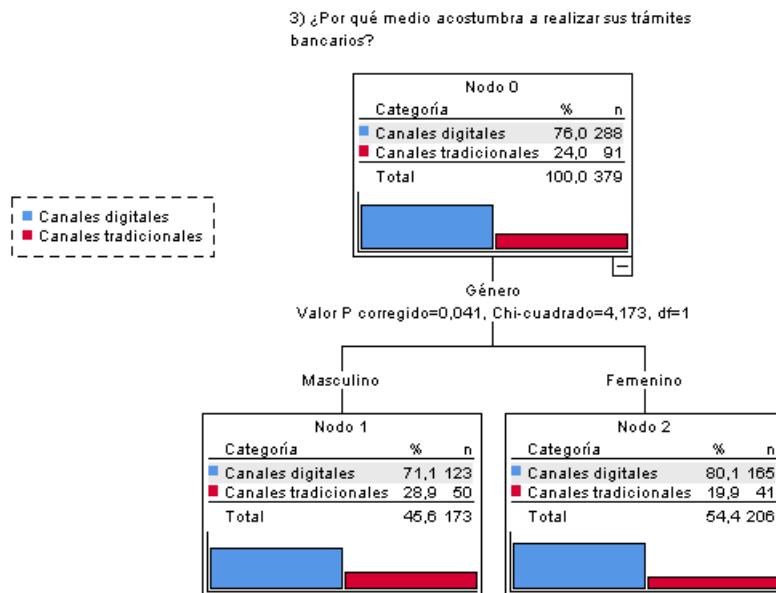 3) ¿Por qué medio acostumbra a realizar sus trámites
bancarios?
Nodo 0
Categoría % n
Canales digitales 76,0 288
Canales tradicionales 24,0 91
Total 100,0 379
Canales digitales
Canales tradicionales
Género
Valor P corregido=0,041, Chi-cuadrado=4,173, df=1
Masculino
Femenino
Nodo 1
Categoría % n
Canales digitales 71,1 123
Canales tradicionales 28,9 50
Total 45,6 173
Nodo 2
Categoría % n
Canales digitales 80,1 165
Canales tradicionales 19,9 41
Total 54,4 206